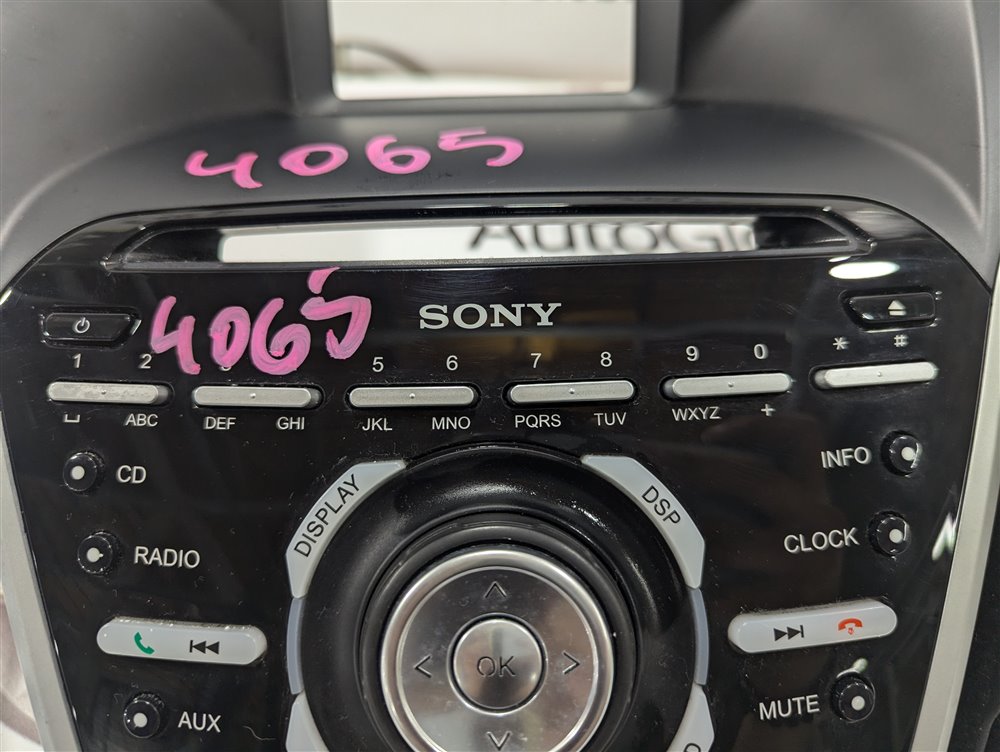 4065
AutoGl
4065 SONY
1 2 5 6 7 8 9 0 * #
␣ ABC DEF GHI JKL MNO PQRS TUV WXYZ +
CD DISPLAY DSP INFO
RADIO CLOCK
OK
AUX MUTE